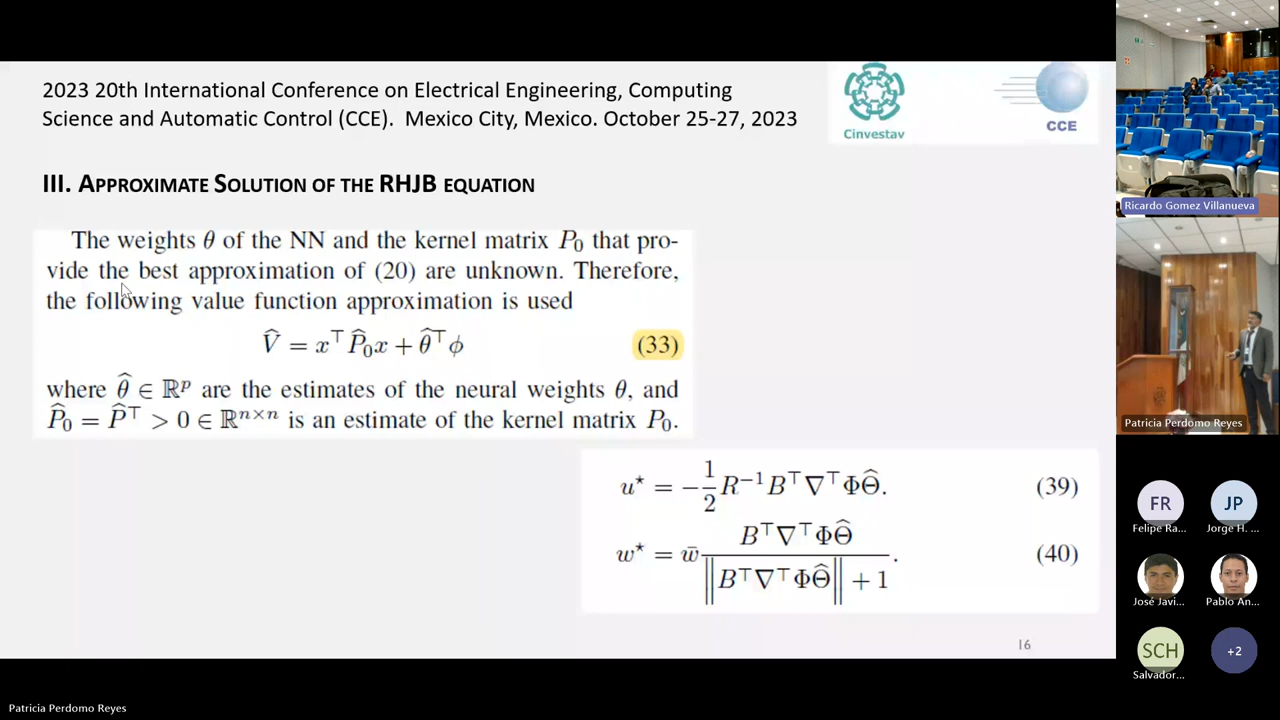 2023 20th International Conference on Electrical Engineering, Computing
Science and Automatic Control (CCE). Mexico City, Mexico. October 25-27, 2023
Cinvestav
CCE
III. APPROXIMATE SOLUTION OF THE RHJB EQUATION
The weights θ of the NN and the kernel matrix P₀ that pro-
vide the best approximation of (20) are unknown. Therefore,
the following value function approximation is used
V̂ = x⊤P̂₀x + θ̂⊤ϕ (33)
where θ̂ ∈ ℝᵖ are the estimates of the neural weights θ, and
P̂₀ = P̂⊤ > 0 ∈ ℝⁿˣⁿ is an estimate of the kernel matrix P₀.
u⋆ = −1/2 R⁻¹B⊤∇⊤ΦΘ̂. (39)
w⋆ = w̄ B⊤∇⊤ΦΘ̂ / ‖B⊤∇⊤ΦΘ̂‖ + 1 . (40)
16
Ricardo Gomez Villanueva
Patricia Perdomo Reyes
FR
JP
Felipe Ra...
Jorge H. ...
José Javi...
Pablo An...
SCH
+2
Salvador...
Patricia Perdomo Reyes